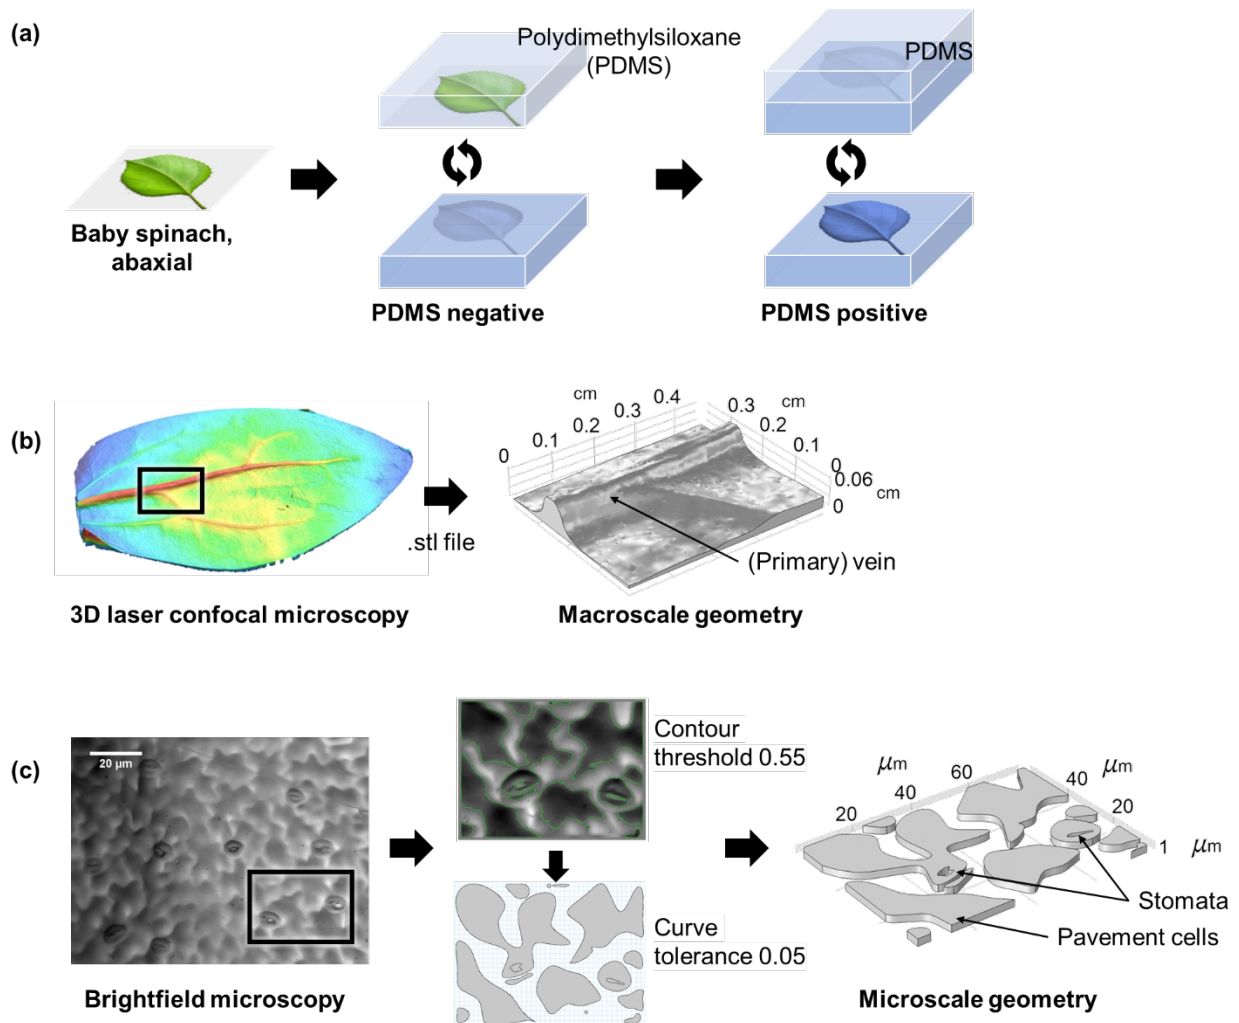 (a)
Polydimethylsiloxane
(PDMS)
PDMS
Baby spinach,
abaxial
PDMS negative
PDMS positive
(b)
.stl file
cm
0
0.1
0.2
0.3
0.4
cm
0.3
0.2
0.1
0
0.06
cm
0
(Primary) vein
3D laser confocal microscopy
Macroscale geometry
(c)
20 µm
Contour
threshold 0.55
Curve
tolerance 0.05
µm
20
40
60
µm
40
20
1 µm
Stomata
Pavement cells
Brightfield microscopy
Microscale geometry